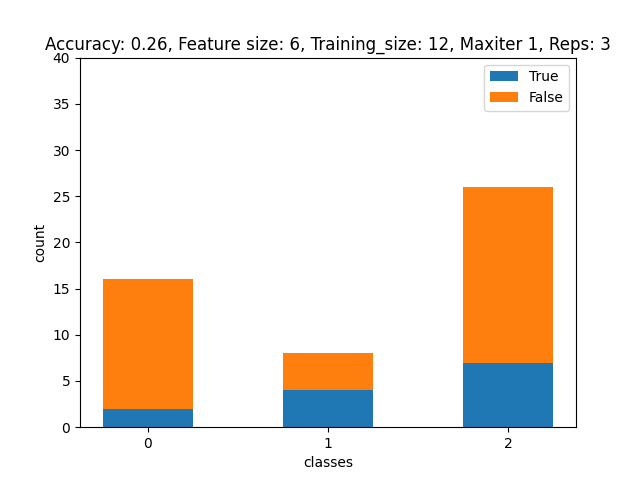 Accuracy: 0.26, Feature size: 6, Training_size: 12, Maxiter 1, Reps: 3
True
False
40
35
30
25
20
15
10
5
0
count
0 1 2
classes